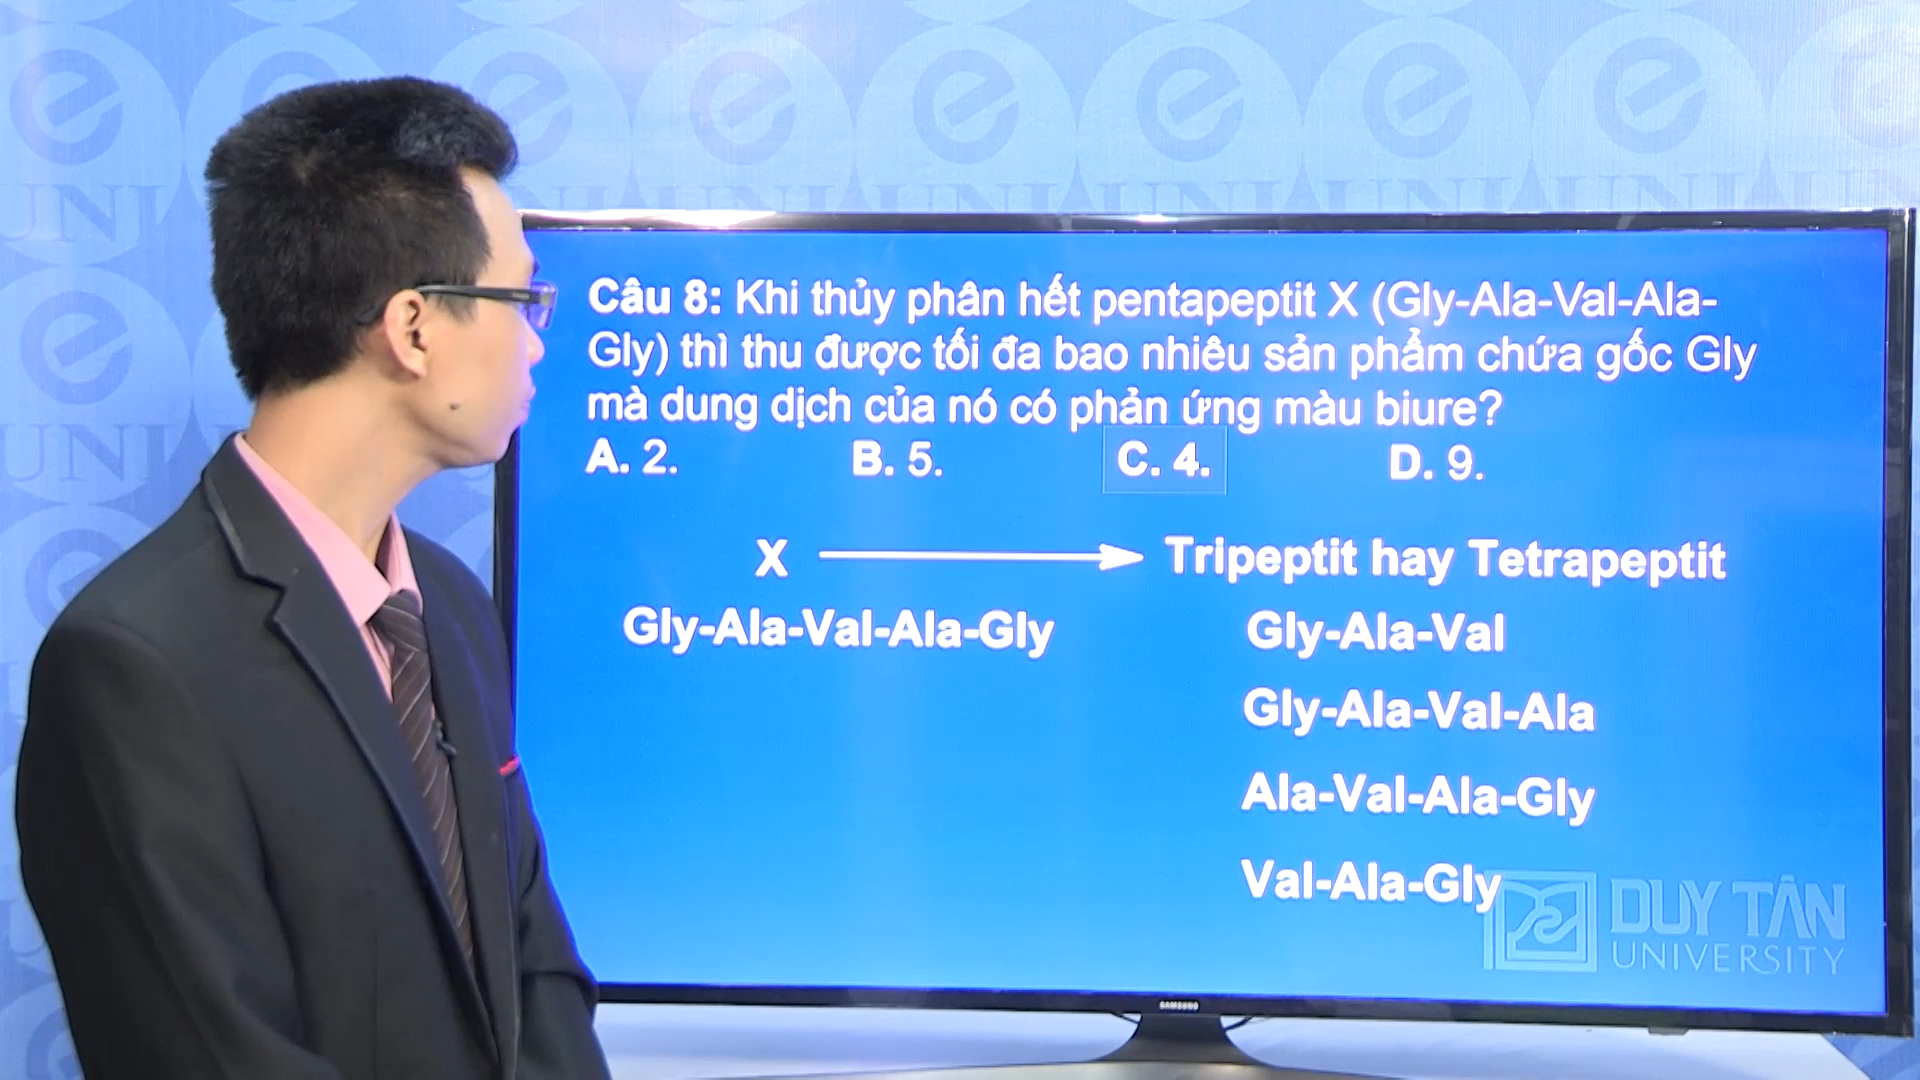 Câu 8: Khi thủy phân hết pentapeptit X (Gly-Ala-Val-Ala-
Gly) thì thu được tối đa bao nhiêu sản phẩm chứa gốc Gly
mà dung dịch của nó có phản ứng màu biure?
A. 2. B. 5. C. 4. D. 9.
X Tripeptit hay Tetrapeptit
Gly-Ala-Val-Ala-Gly Gly-Ala-Val
Gly-Ala-Val-Ala
Ala-Val-Ala-Gly
Val-Ala-Gly
DUY TÂN
UNIVERSITY
SAMSUNG
UNI
UNI